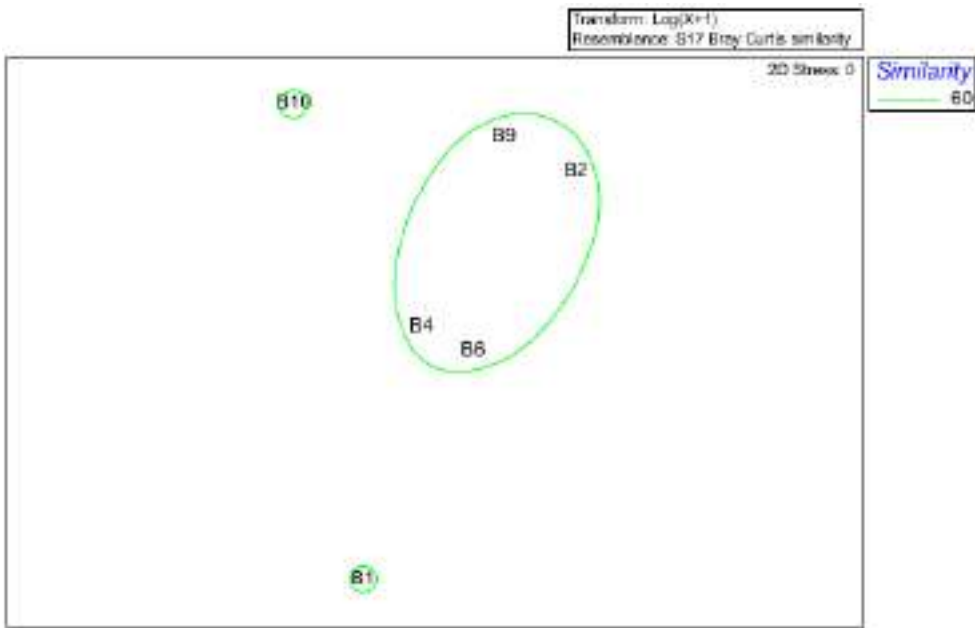 Transform: Log(X+1)
Resemblance: S17 Bray Curtis similarity
2D Stress: 0
Similarity
60
B10
B9
B2
B4
B6
B1